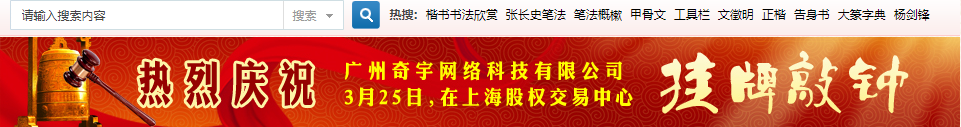 请输入搜索内容 搜索 热搜: 楷书书法欣赏 张长史笔法 笔法概橔 甲骨文 工具栏 文徵明 正楷 告身书 大篆字典 杨剑锋
热烈庆祝
广州奇宇网络科技有限公司
3月25日,在上海股权交易中心
挂牌敲钟